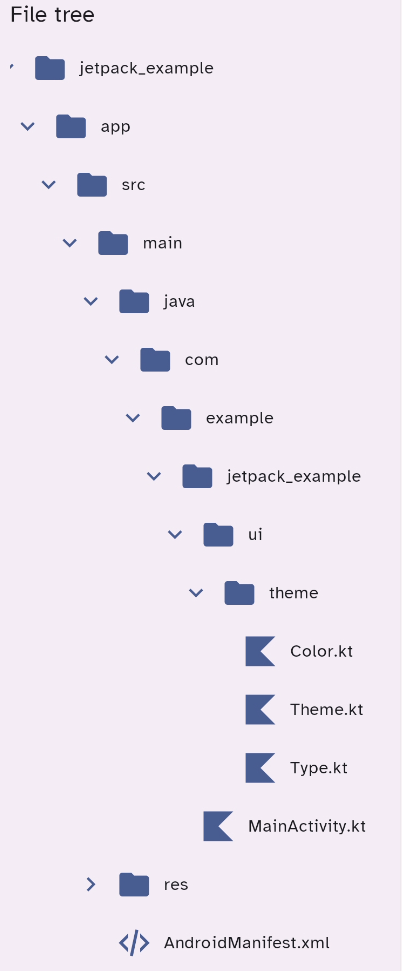 File tree
jetpack_example
app
src
main
java
com
example
jetpack_example
ui
theme
Color.kt
Theme.kt
Type.kt
MainActivity.kt
res
AndroidManifest.xml